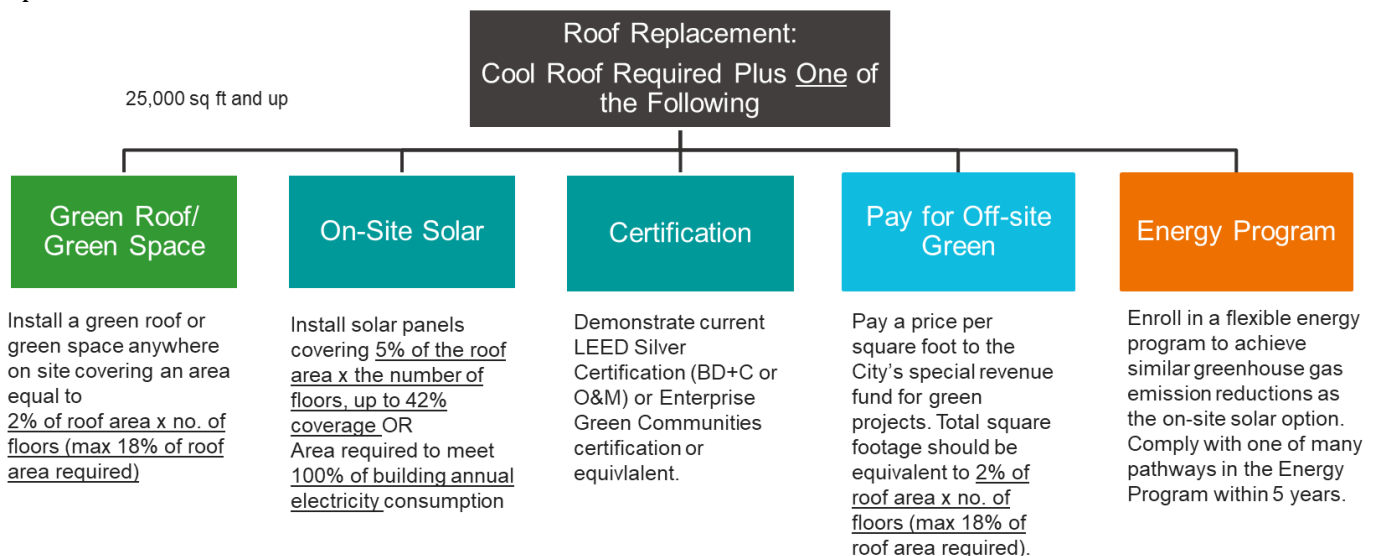 Roof Replacement:
Cool Roof Required Plus One of
the Following
25,000 sq ft and up
Green Roof/
Green Space
On-Site Solar
Certification
Pay for Off-site
Green
Energy Program
Install a green roof or
green space anywhere
on site covering an area
equal to
2% of roof area x no. of
floors (max 18% of roof
area required)
Install solar panels
covering 5% of the roof
area x the number of
floors, up to 42%
coverage OR
Area required to meet
100% of building annual
electricity consumption
Demonstrate current
LEED Silver
Certification (BD+C or
O&M) or Enterprise
Green Communities
certification or
equivlalent.
Pay a price per
square foot to the
City's special revenue
fund for green
projects. Total square
footage should be
equivalent to 2% of
roof area x no. of
floors (max 18% of
roof area required).
Enroll in a flexible energy
program to achieve
similar greenhouse gas
emission reductions as
the on-site solar option.
Comply with one of many
pathways in the Energy
Program within 5 years.